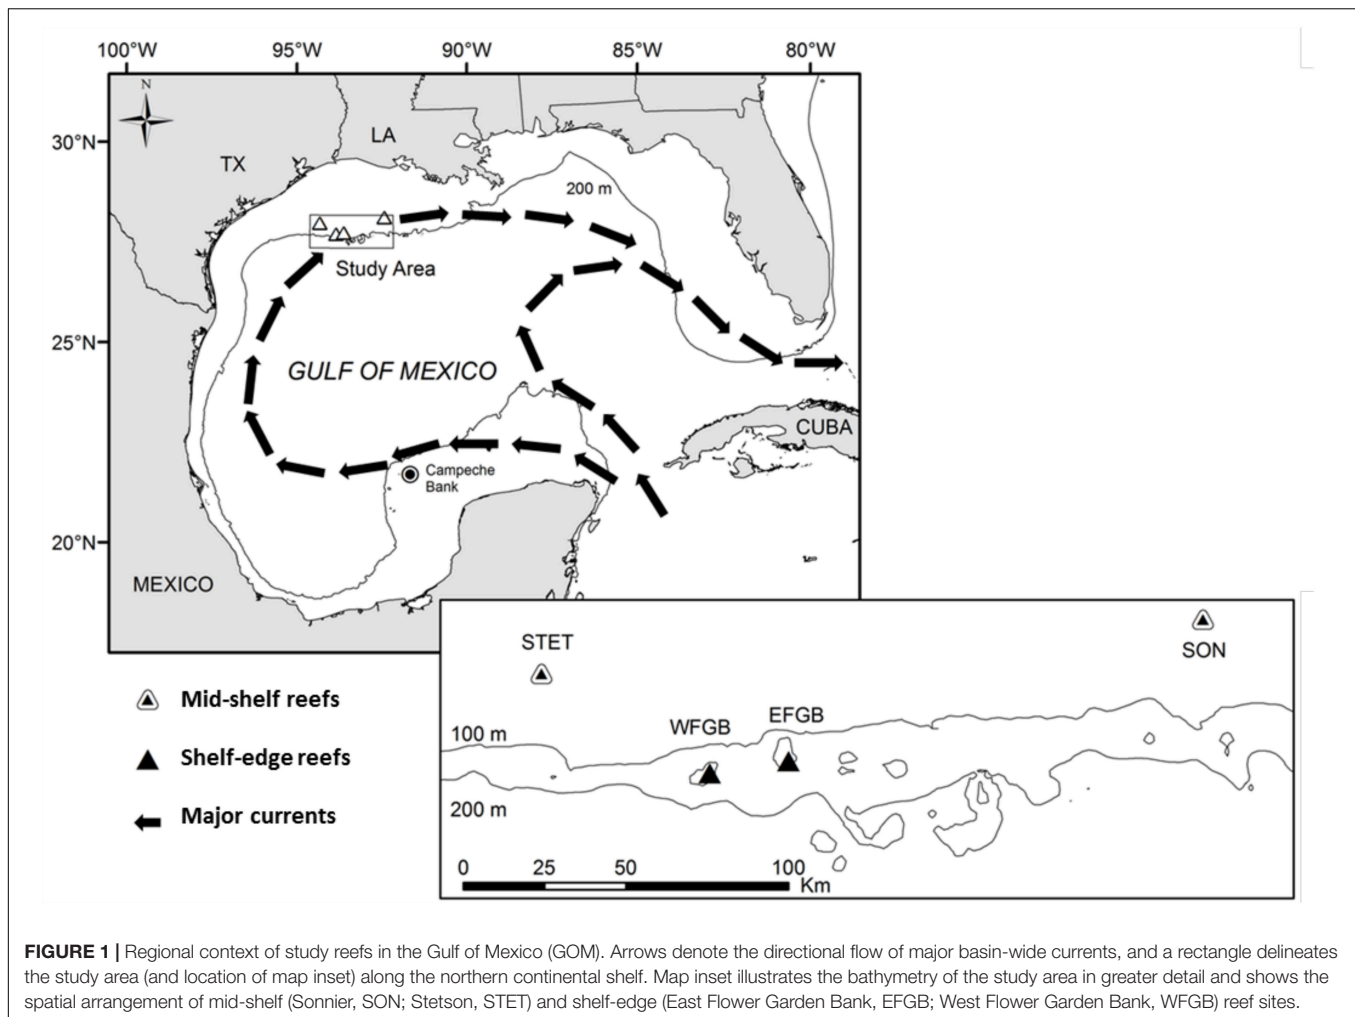 100°W 95°W 90°W 85°W 80°W
N
30°N
LA
TX
200 m
Study Area
25°N
GULF OF MEXICO
CUBA
Campeche
Bank
20°N
MEXICO
STET
SON
Mid-shelf reefs
WFGB
EFGB
100 m
Shelf-edge reefs
200 m
Major currents
0 25 50 100
Km
FIGURE 1 | Regional context of study reefs in the Gulf of Mexico (GOM). Arrows denote the directional flow of major basin-wide currents, and a rectangle delineates
the study area (and location of map inset) along the northern continental shelf. Map inset illustrates the bathymetry of the study area in greater detail and shows the
spatial arrangement of mid-shelf (Sonnier, SON; Stetson, STET) and shelf-edge (East Flower Garden Bank, EFGB; West Flower Garden Bank, WFGB) reef sites.